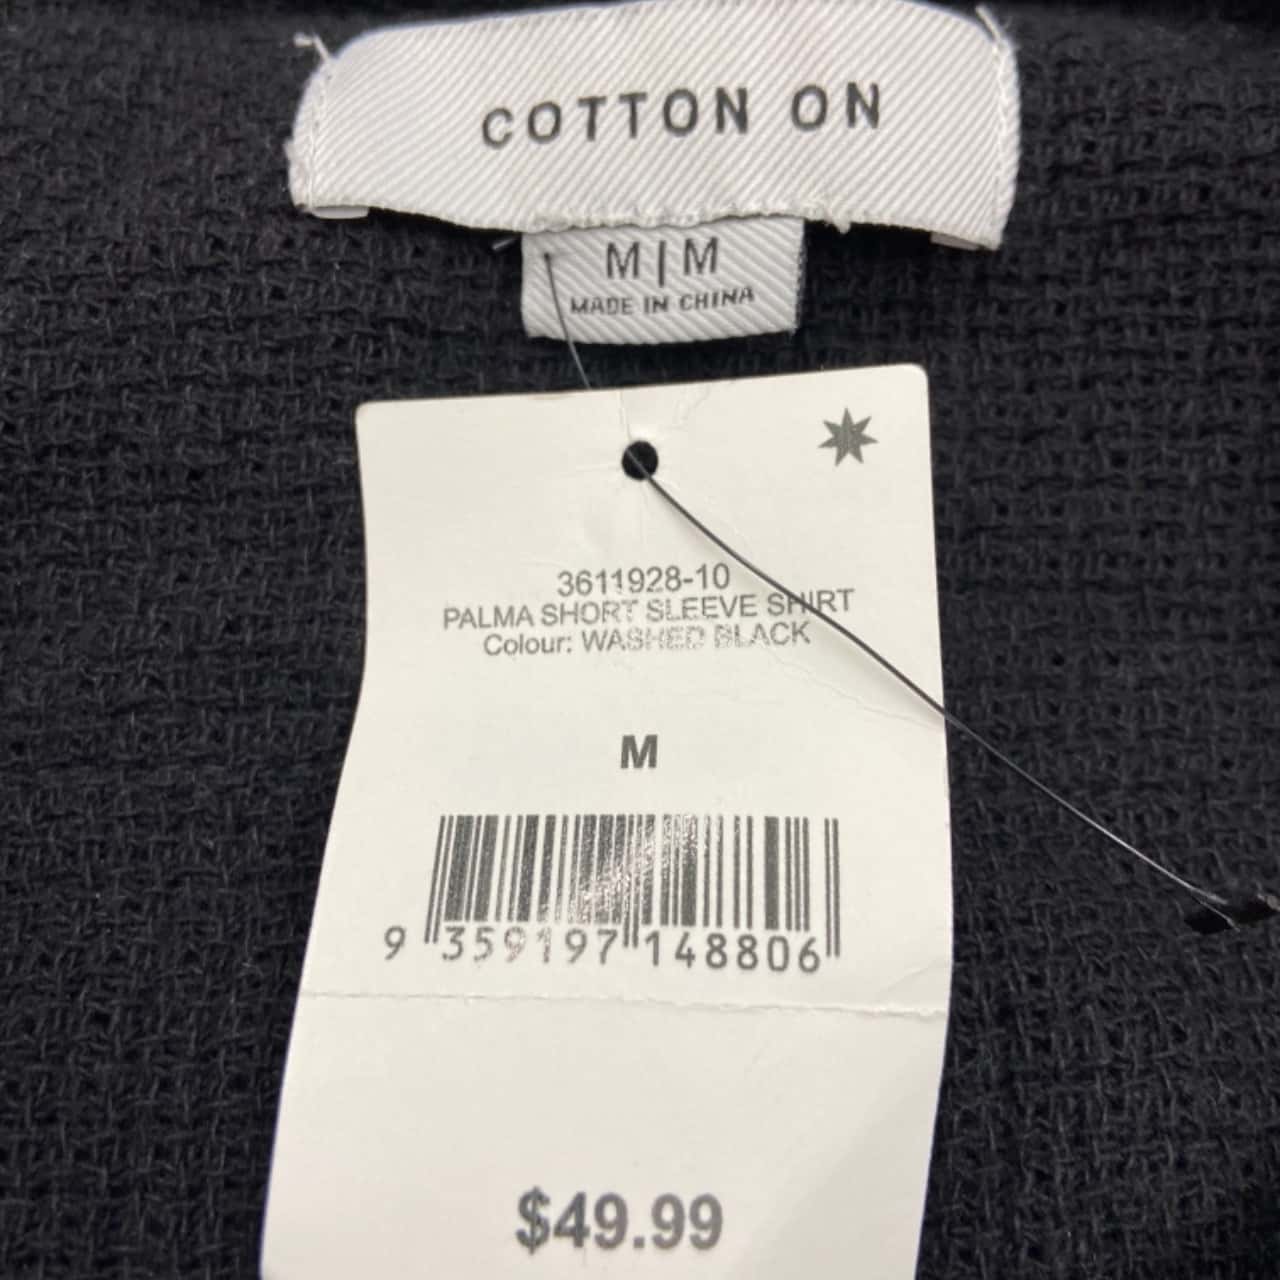 COTTON ON
M|M
MADE IN CHINA
3611928-10
PALMA SHORT SLEEVE SHIRT
Colour: WASHED BLACK
M
9 359197 148806
$49.99